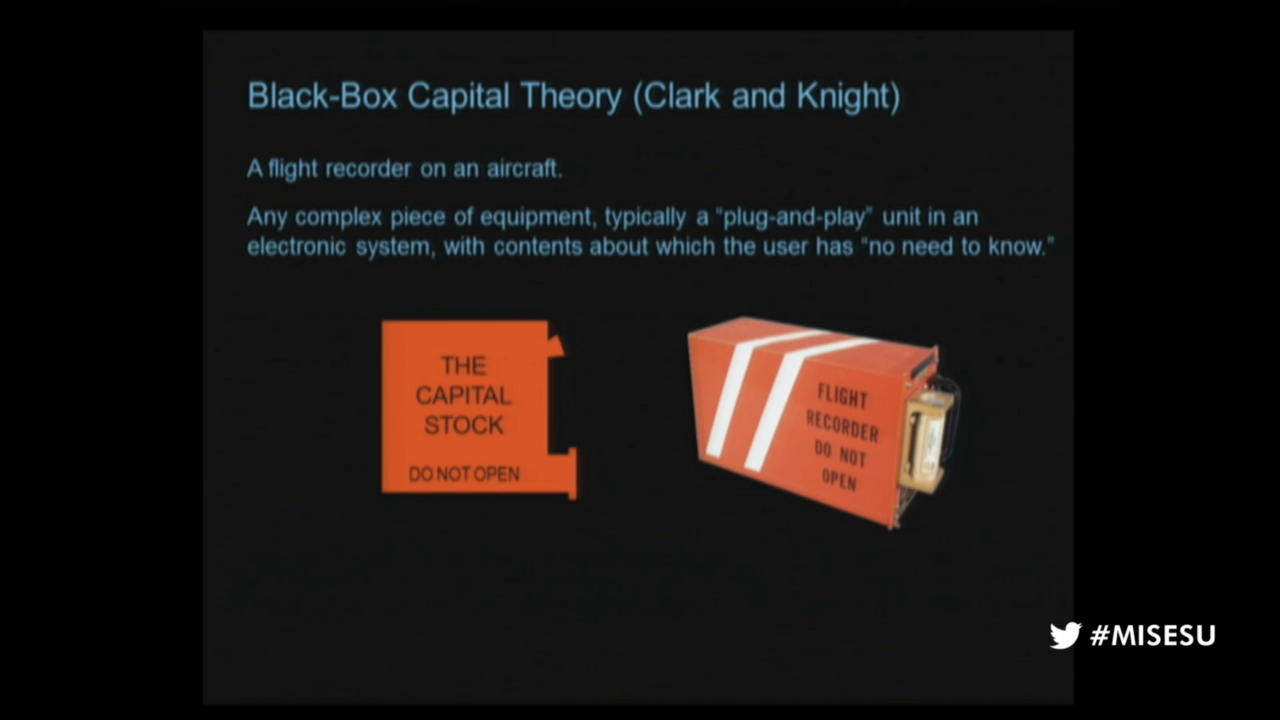 Black-Box Capital Theory (Clark and Knight)
A flight recorder on an aircraft.
Any complex piece of equipment, typically a “plug-and-play” unit in an
electronic system, with contents about which the user has “no need to know.”
THE
CAPITAL
STOCK
DO NOT OPEN
FLIGHT
RECORDER
DO NOT
OPEN
#MISESU